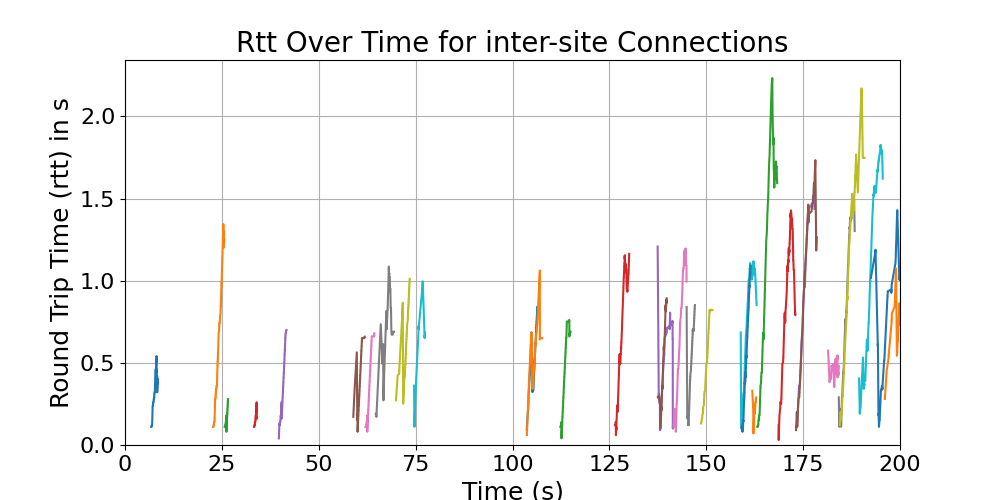 Rtt Over Time for inter-site Connections
Round Trip Time (rtt) in s
2.0
1.5
1.0
0.5
0.0
0 25 50 75 100 125 150 175 200
Time (s)